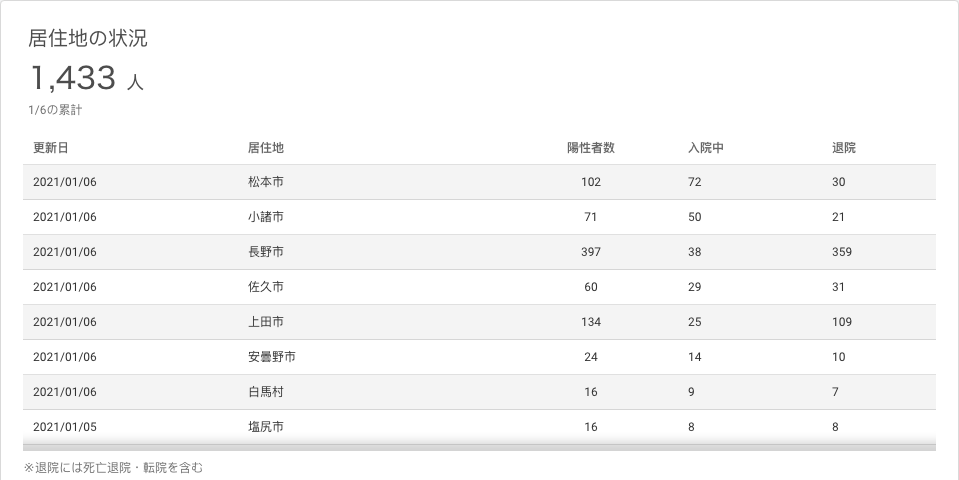 居住地の状況
1,433 人
1/6の累計
更新日 居住地 陽性者数 入院中 退院
2021/01/06 松本市 102 72 30
2021/01/06 小諸市 71 50 21
2021/01/06 長野市 397 38 359
2021/01/06 佐久市 60 29 31
2021/01/06 上田市 134 25 109
2021/01/06 安曇野市 24 14 10
2021/01/06 白馬村 16 9 7
2021/01/05 塩尻市 16 8 8
※退院には死亡退院・転院を含む